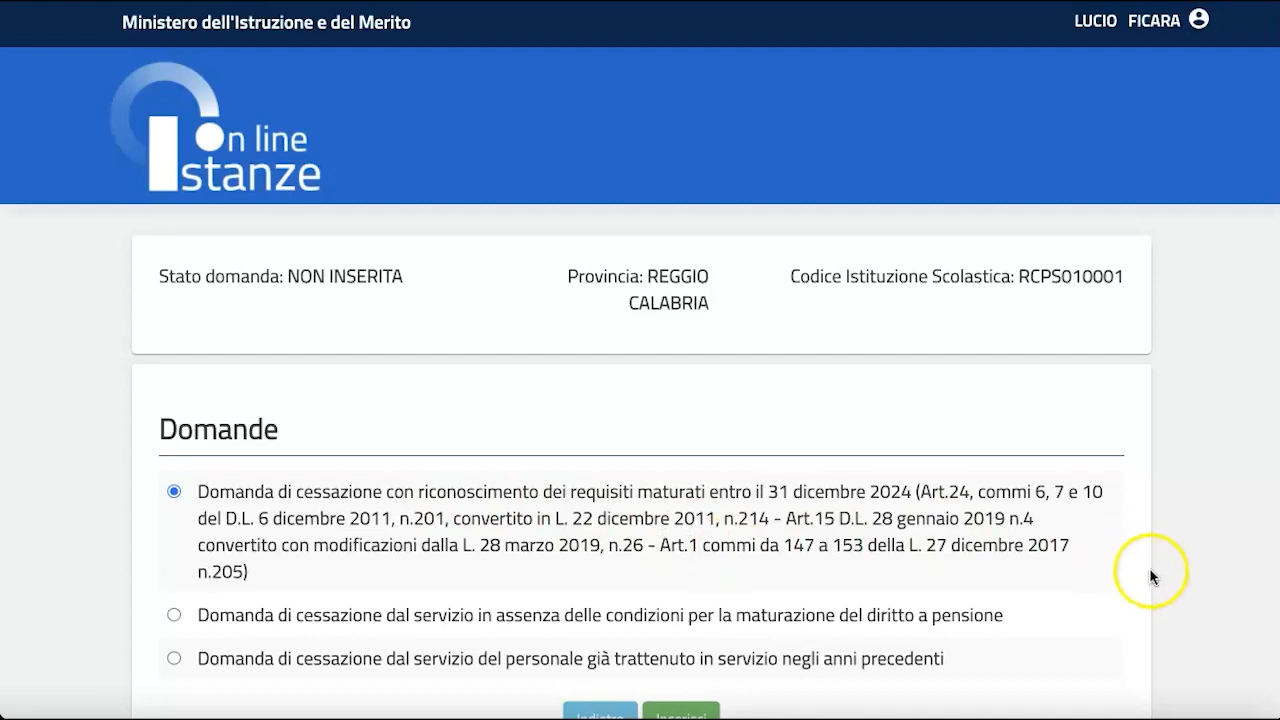 Ministero dell'Istruzione e del Merito
LUCIO FICARA
On line
Istanze
Stato domanda: NON INSERITA
Provincia: REGGIO
CALABRIA
Codice Istituzione Scolastica: RCPS010001
Domande
Domanda di cessazione con riconoscimento dei requisiti maturati entro il 31 dicembre 2024 (Art.24, commi 6, 7 e 10
del D.L. 6 dicembre 2011, n.201, convertito in L. 22 dicembre 2011, n.214 - Art.15 D.L. 28 gennaio 2019 n.4
convertito con modificazioni dalla L. 28 marzo 2019, n.26 - Art.1 commi da 147 a 153 della L. 27 dicembre 2017
n.205)
Domanda di cessazione dal servizio in assenza delle condizioni per la maturazione del diritto a pensione
Domanda di cessazione dal servizio del personale già trattenuto in servizio negli anni precedenti
Indietro
Inserisci